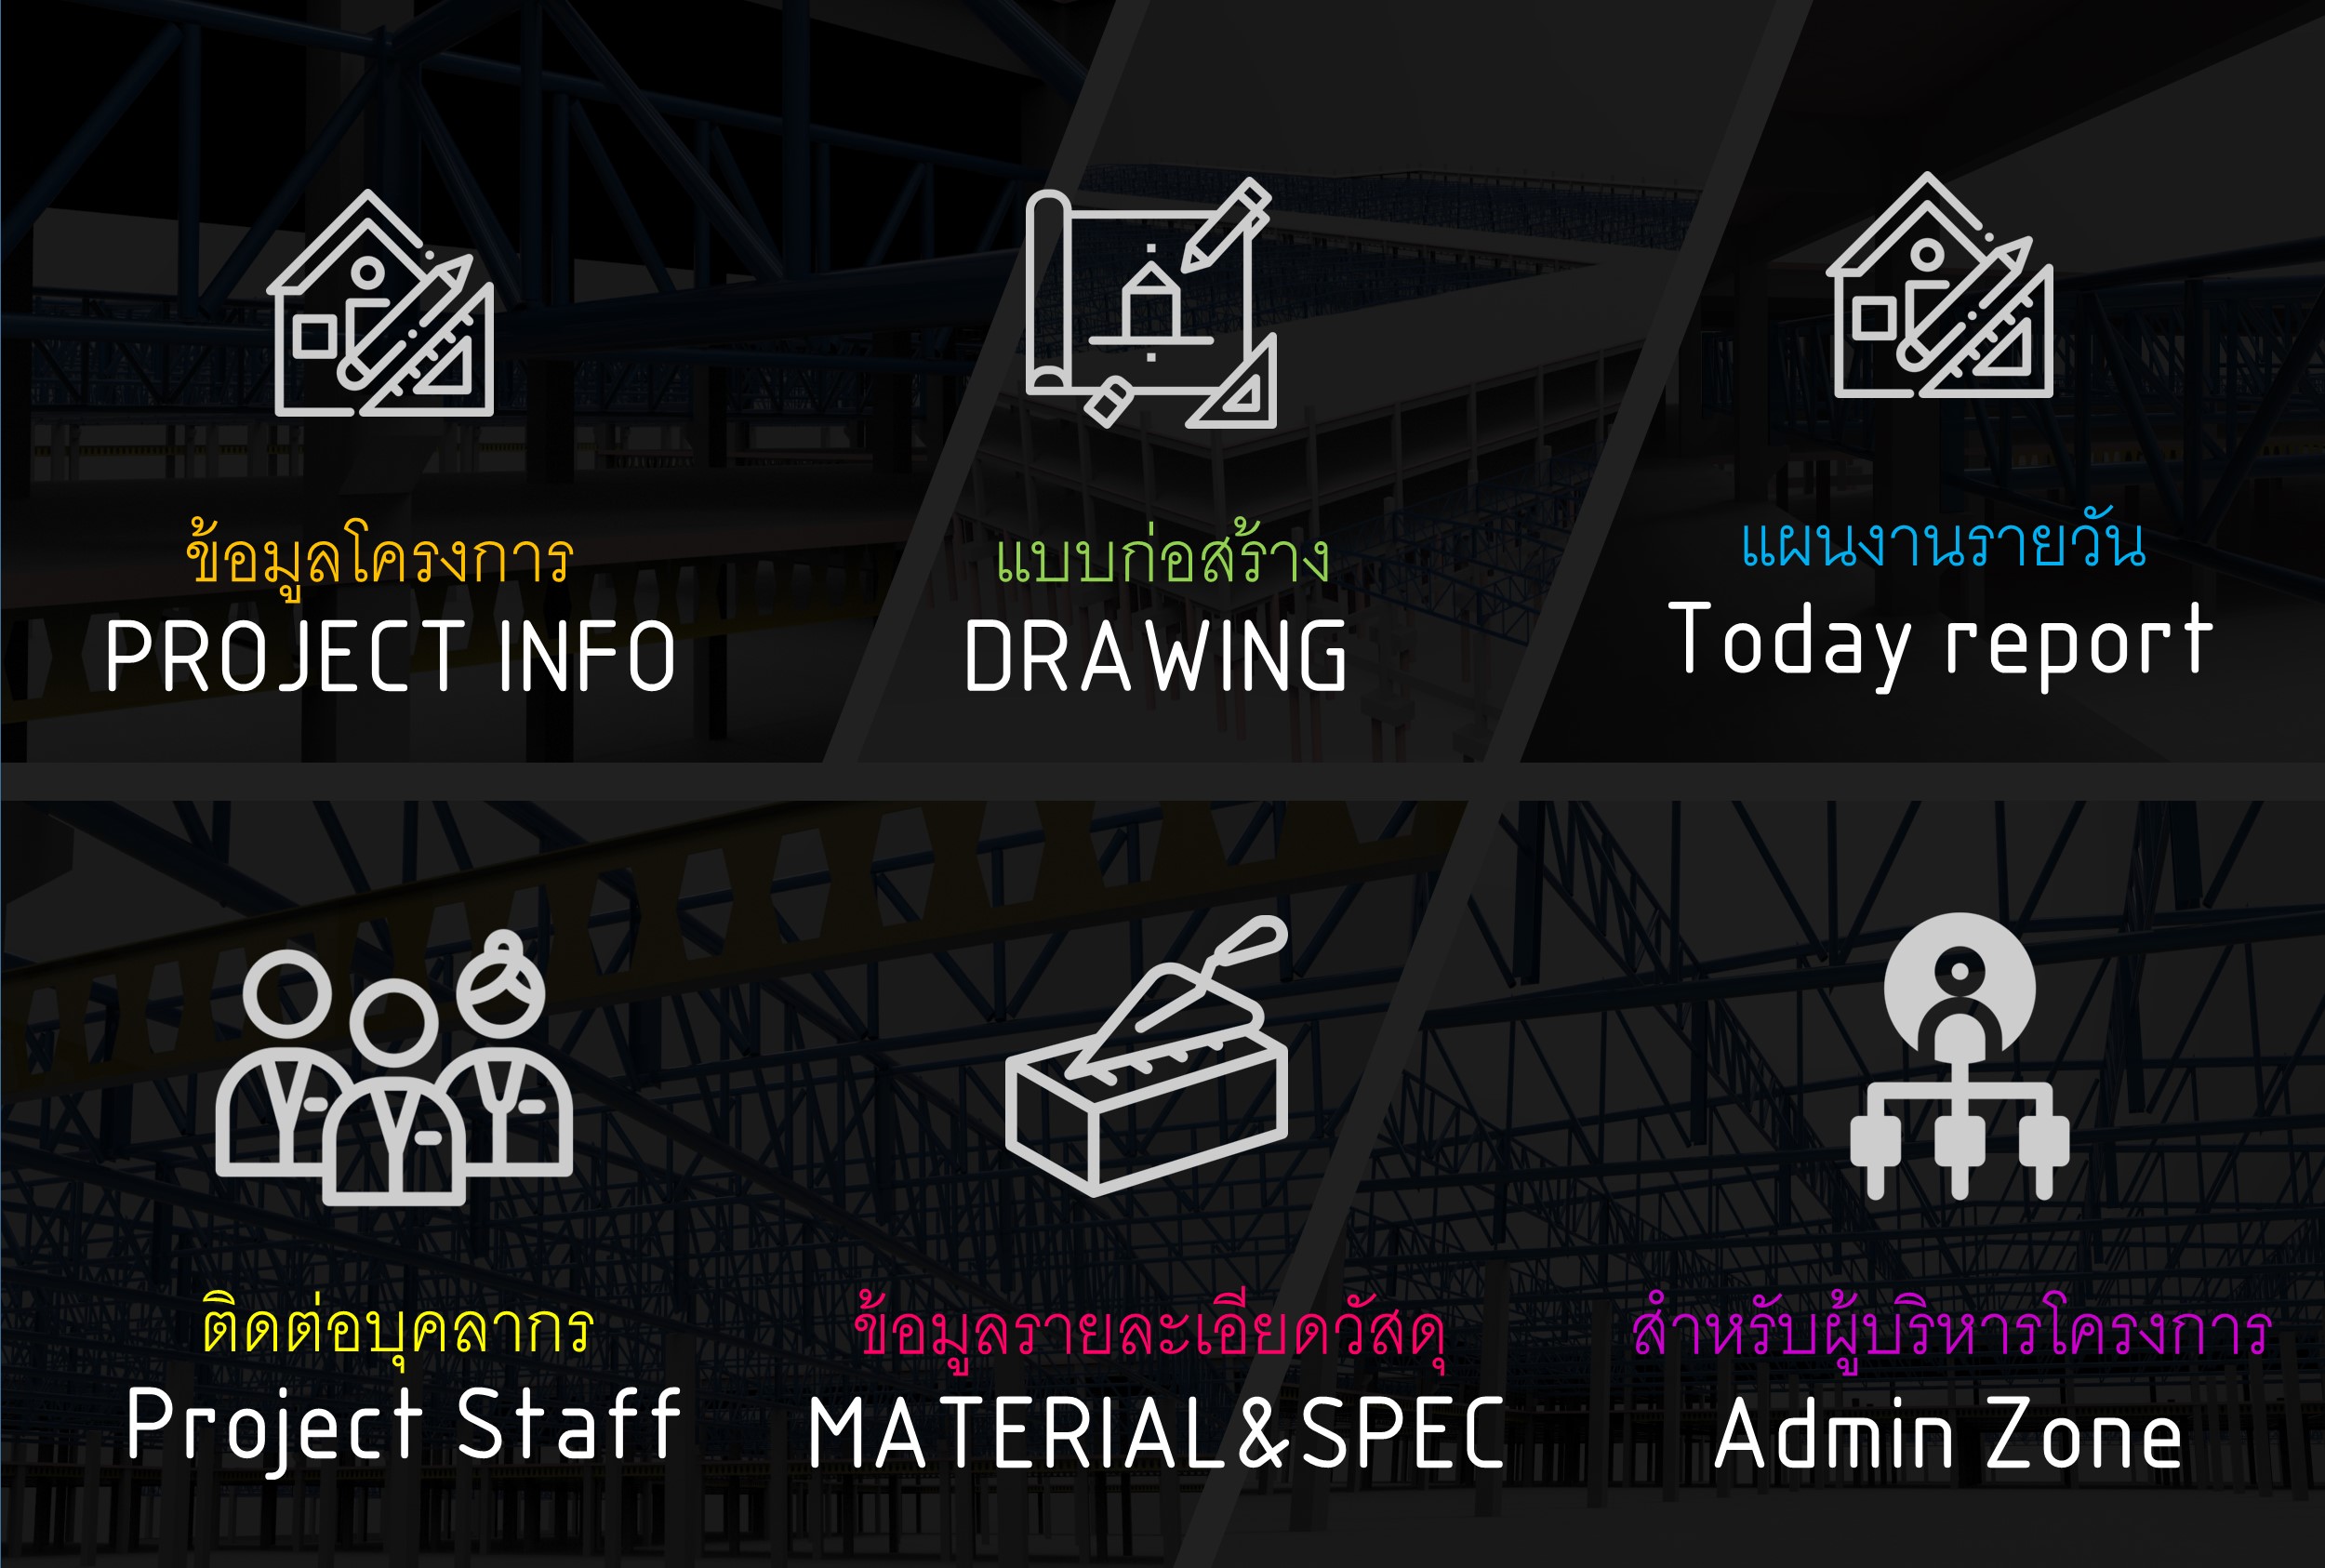 ข้อมูลโครงการ
PROJECT INFO
แบบก่อสร้าง
DRAWING
แผนงานรายวัน
Today report
ติดต่อบุคลากร
Project Staff
ข้อมูลรายละเอียดวัสดุ
MATERIAL&SPEC
สำหรับผู้บริหารโครงการ
Admin Zone